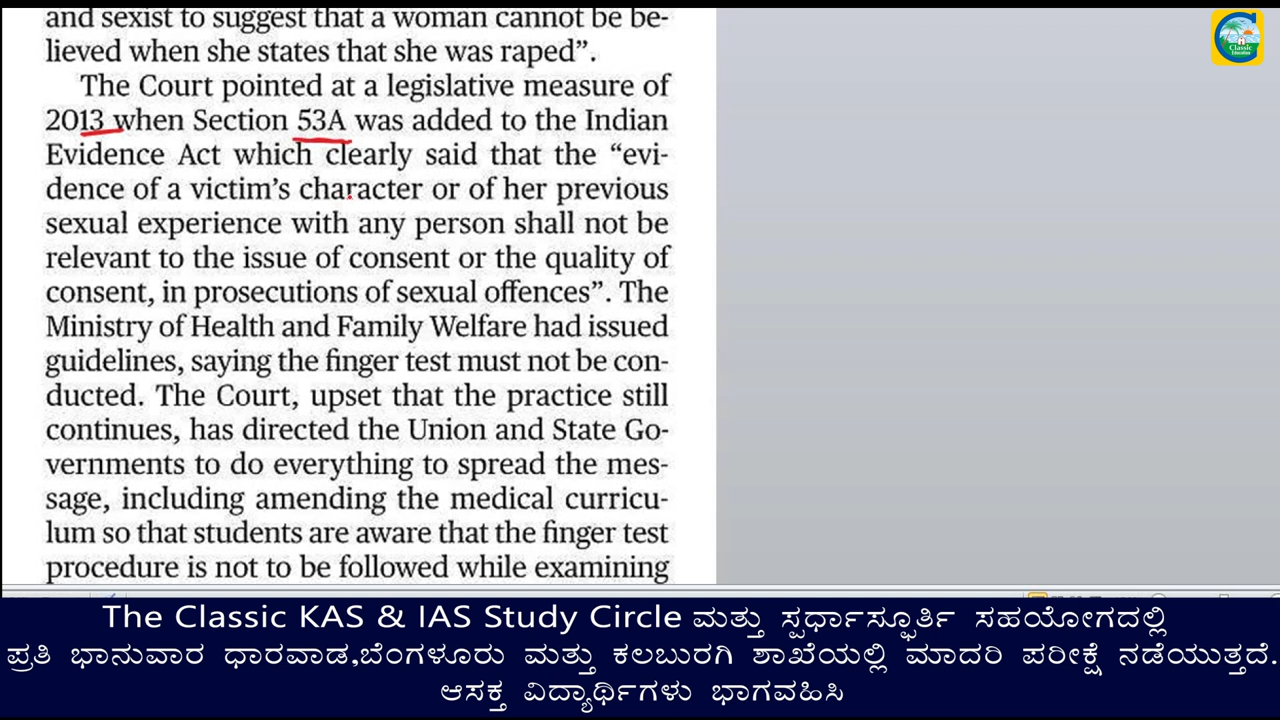 and sexist to suggest that a woman cannot be be-
lieved when she states that she was raped”.
The Court pointed at a legislative measure of
2013 when Section 53A was added to the Indian
Evidence Act which clearly said that the “evi-
dence of a victim’s character or of her previous
sexual experience with any person shall not be
relevant to the issue of consent or the quality of
consent, in prosecutions of sexual offences”. The
Ministry of Health and Family Welfare had issued
guidelines, saying the finger test must not be con-
ducted. The Court, upset that the practice still
continues, has directed the Union and State Go-
vernments to do everything to spread the mes-
sage, including amending the medical curricu-
lum so that students are aware that the finger test
procedure is not to be followed while examining
Classic
Education
The Classic KAS & IAS Study Circle ಮತ್ತು ಸ್ಪರ್ಧಾಸ್ಫೂರ್ತಿ ಸಹಯೋಗದಲ್ಲಿ
ಪ್ರತಿ ಭಾನುವಾರ ಧಾರವಾಡ,ಬೆಂಗಳೂರು ಮತ್ತು ಕಲಬುರಗಿ ಶಾಖೆಯಲ್ಲಿ ಮಾದರಿ ಪರೀಕ್ಷೆ ನಡೆಯುತ್ತದೆ.
ಆಸಕ್ತ ವಿದ್ಯಾರ್ಥಿಗಳು ಭಾಗವಹಿಸಿ